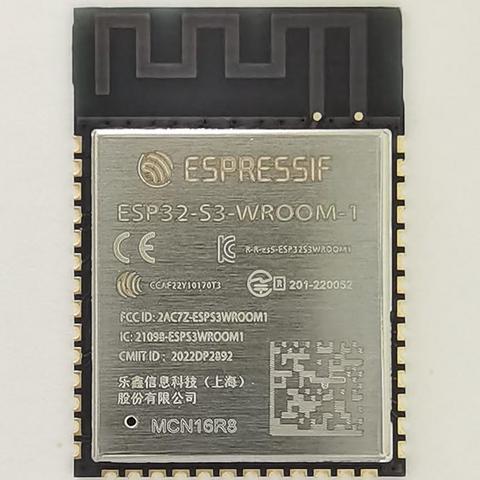 ESPRESSIF
ESP32-S3-WROOM-1
CE R-R-esS-ESP32S3WROOM1
CCAF22Y10170T3 R 201-220052
FCC ID: 2AC7Z-ESPS3WROOM1
IC: 21098-ESPS3WROOM1
CMIIT ID: 2022DP2892
乐鑫信息科技（上海）
股份有限公司
MCN16R8